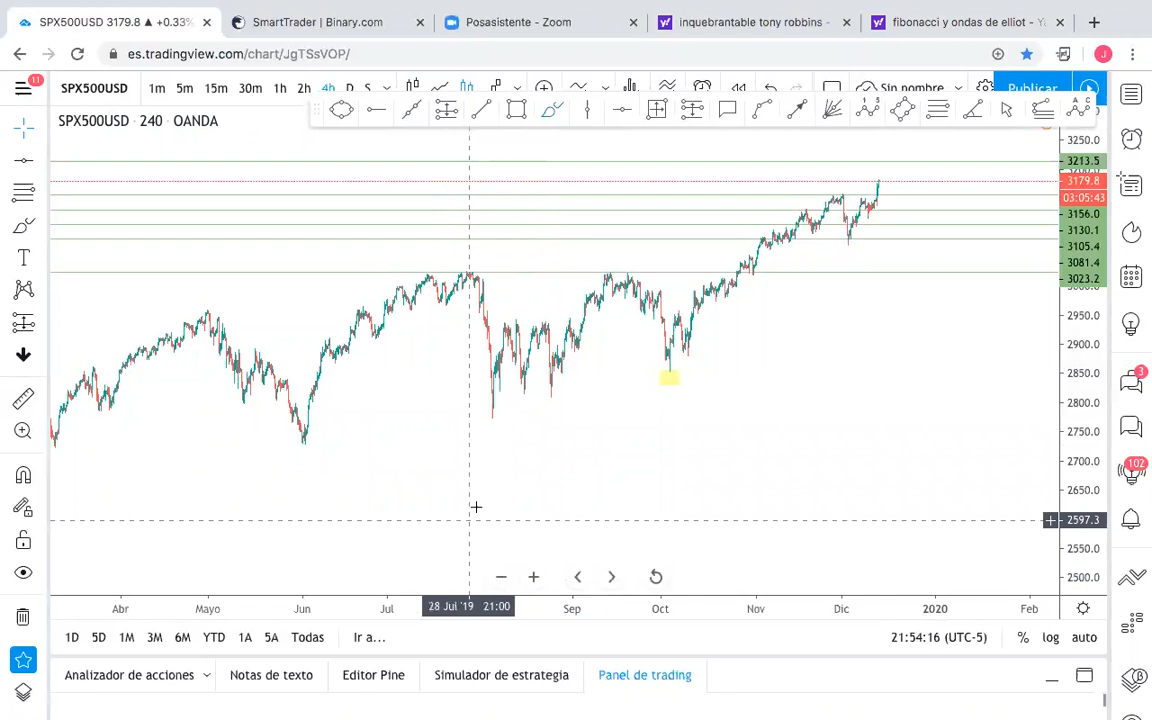 SPX500USD 3179.8 ▲ +0.33%
SmartTrader | Binary.com
Posasistente - Zoom
inquebrantable tony robbins -
fibonacci y ondas de elliot - Ya
es.tradingview.com/chart/JgTSsVOP/
J
11
SPX500USD
1m 5m 15m 30m 1h 2h 4h D S
Sin nombre
Publicar
SPX500USD · 240 · OANDA
3250.0
3213.5
3179.8
03:05:43
3156.0
3130.1
3105.4
3081.4
3023.2
2950.0
2900.0
2850.0
2800.0
2750.0
2700.0
2650.0
2597.3
2550.0
2500.0
3
102
Abr Mayo Jun Jul 28 Jul '19 21:00 Sep Oct Nov Dic 2020 Feb
1D 5D 1M 3M 6M YTD 1A 5A Todas Ir a...
21:54:16 (UTC-5) % log auto
Analizador de acciones Notas de texto Editor Pine Simulador de estrategia Panel de trading